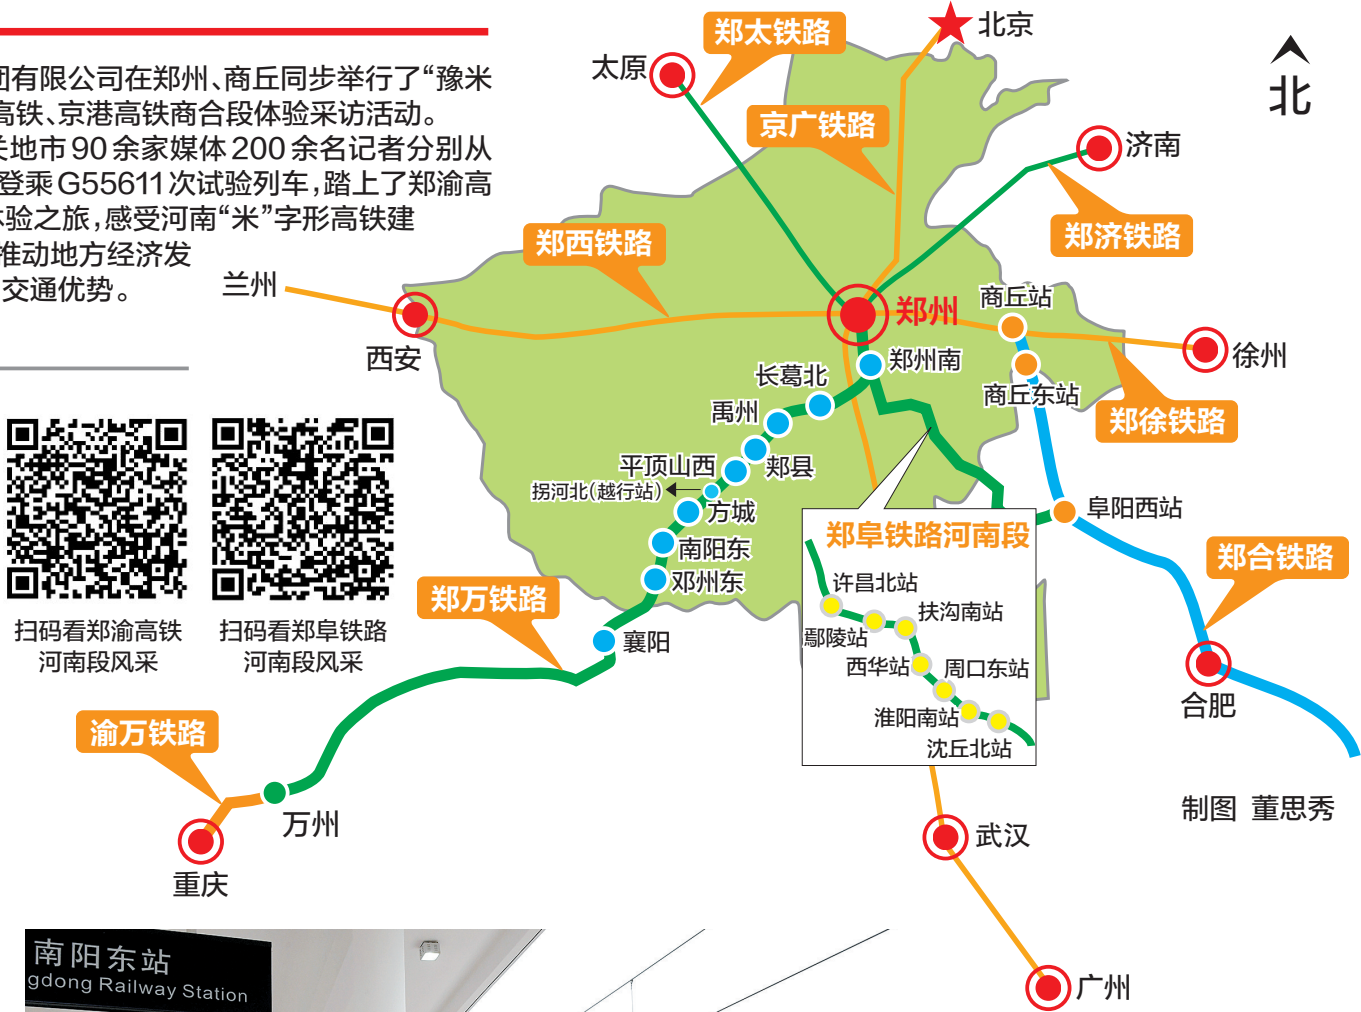 团有限公司在郑州、商丘同步举行了“豫米
高铁、京港高铁商合段体验采访活动。
关地市90余家媒体200余名记者分别从
登乘G55611次试验列车，踏上了郑渝高
体验之旅，感受河南“米”字形高铁建
推动地方经济发
交通优势。
北京
郑太铁路
太原
北
京广铁路
济南
郑西铁路
郑济铁路
兰州
商丘站
郑州
西安
郑州南
徐州
长葛北
商丘东站
禹州
郑徐铁路
平顶山西
郏县
拐河北(越行站)
方城
阜阳西站
郑阜铁路河南段
南阳东
郑合铁路
邓州东
许昌北站
郑万铁路
扶沟南站
扫码看郑渝高铁
河南段风采
扫码看郑阜铁路
河南段风采
襄阳
鄢陵站
西华站
周口东站
合肥
淮阳南站
渝万铁路
沈丘北站
万州
制图 董思秀
武汉
重庆
南阳东站
gdong Railway Station
广州